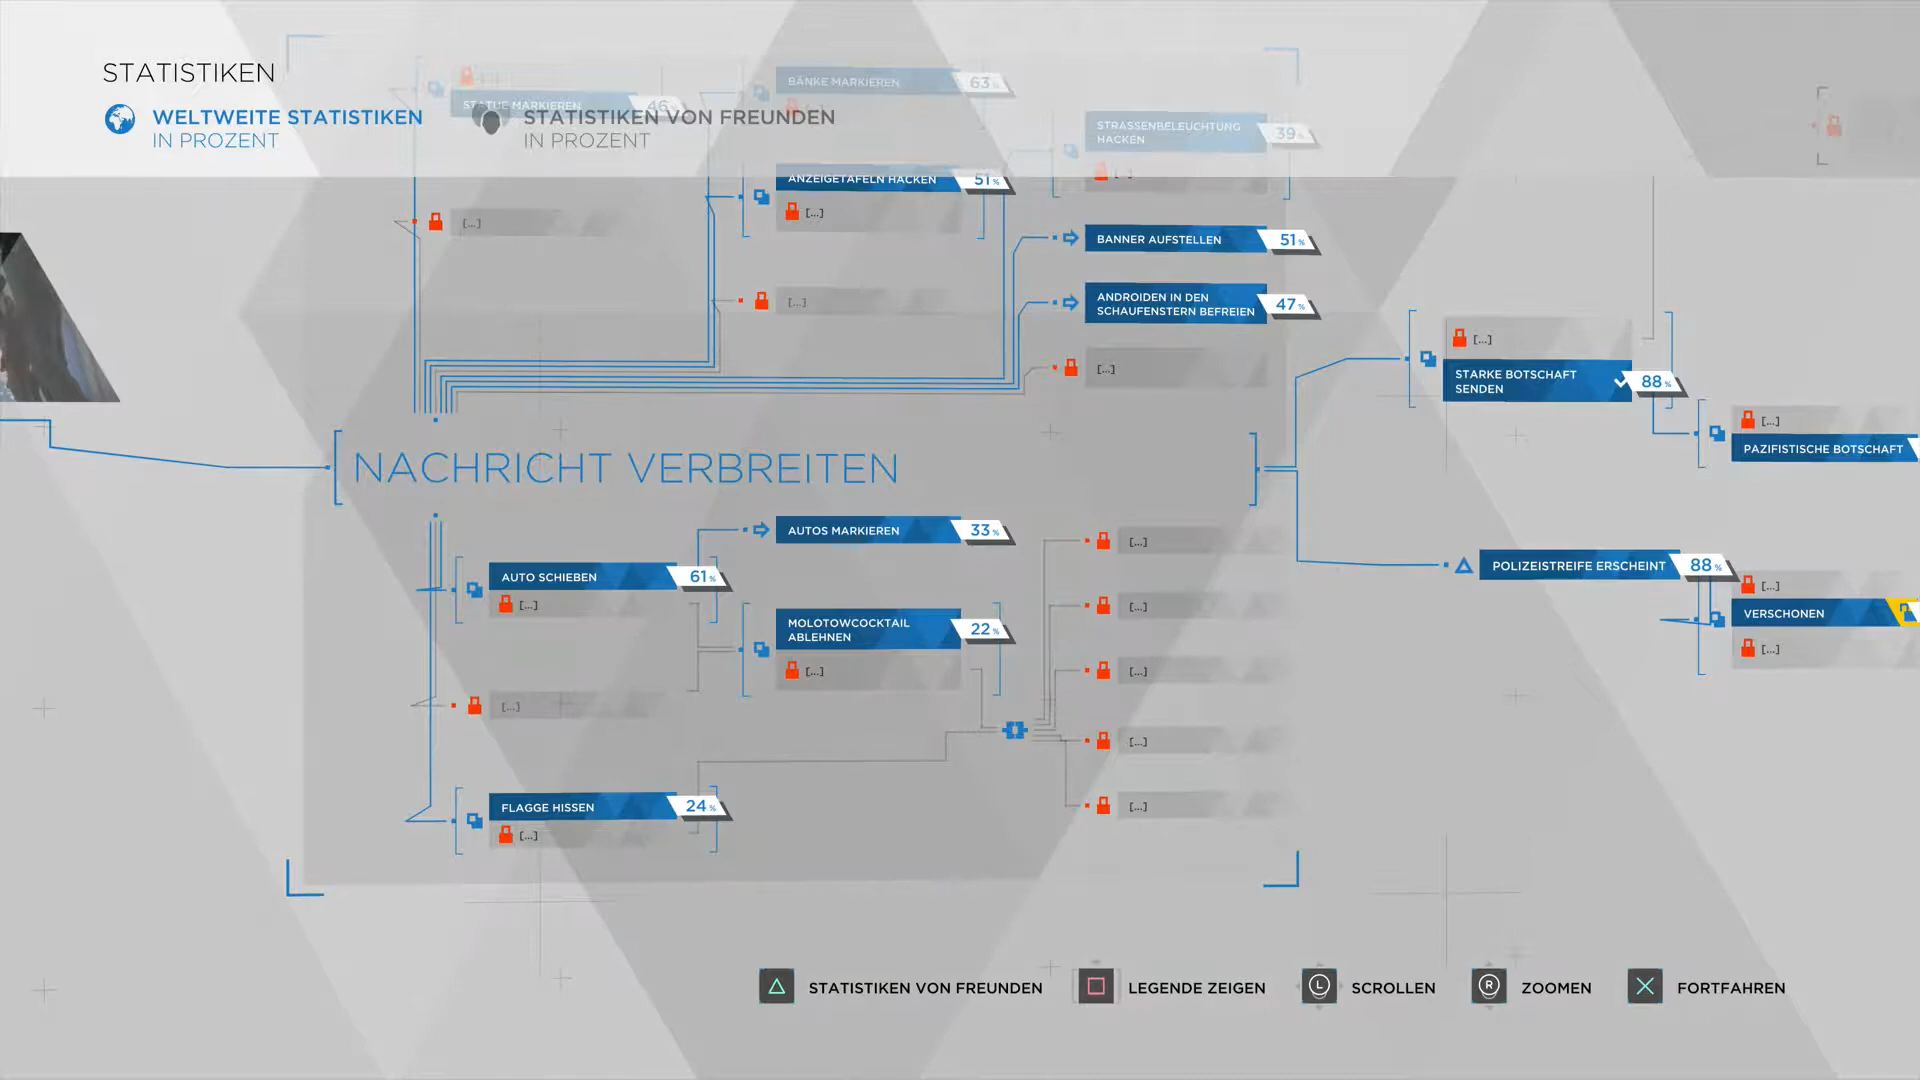 STATISTIKEN
WELTWEITE STATISTIKEN
IN PROZENT
STATISTIKEN VON FREUNDEN
IN PROZENT
STATUE MARKIEREN 46
BÄNKE MARKIEREN 63%
STRASSENBELEUCHTUNG
HACKEN
39%
[...]
ANZEIGETAFELN HACKEN 51%
[...]
[...]
BANNER AUFSTELLEN 51%
[...]
ANDROIDEN IN DEN
SCHAUFENSTERN BEFREIEN
47%
[...]
[...]
STARKE BOTSCHAFT
SENDEN
88%
[...]
PAZIFISTISCHE BOTSCHAFT
NACHRICHT VERBREITEN
AUTOS MARKIEREN 33%
AUTO SCHIEBEN 61%
[...]
MOLOTOWCOCKTAIL
ABLEHNEN
22%
[...]
[...]
FLAGGE HISSEN 24%
[...]
[...]
[...]
[...]
[...]
[...]
POLIZEISTREIFE ERSCHEINT 88%
[...]
VERSCHONEN
[...]
STATISTIKEN VON FREUNDEN
LEGENDE ZEIGEN
L SCROLLEN
R ZOOMEN
FORTFAHREN